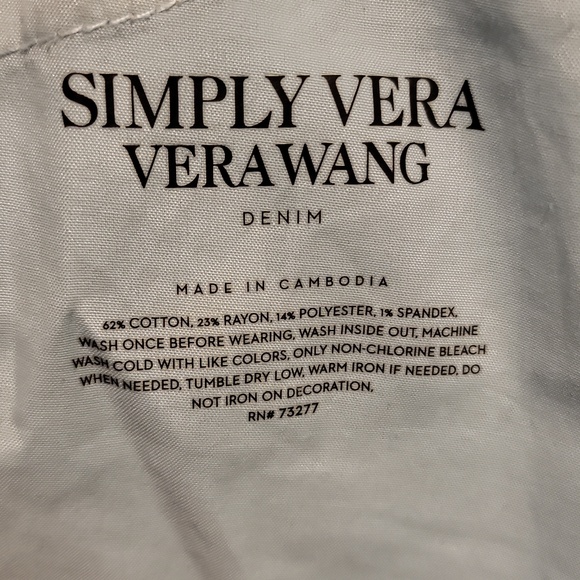 SIMPLY VERA
VERA WANG
DENIM
MADE IN CAMBODIA
62% COTTON, 23% RAYON, 14% POLYESTER, 1% SPANDEX.
WASH ONCE BEFORE WEARING, WASH INSIDE OUT, MACHINE
WASH COLD WITH LIKE COLORS, ONLY NON-CHLORINE BLEACH
WHEN NEEDED, TUMBLE DRY LOW, WARM IRON IF NEEDED, DO
NOT IRON ON DECORATION.
RN# 73277